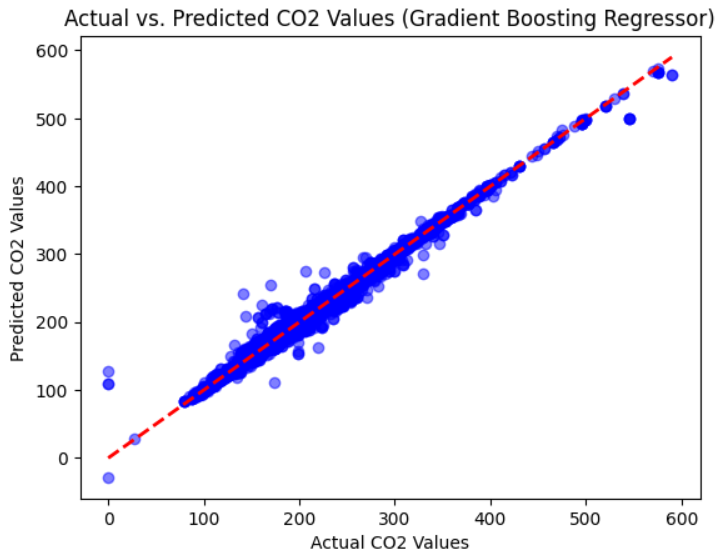 Actual vs. Predicted CO2 Values (Gradient Boosting Regressor)
600
500
400
300
200
100
0
Predicted CO2 Values
0 100 200 300 400 500 600
Actual CO2 Values